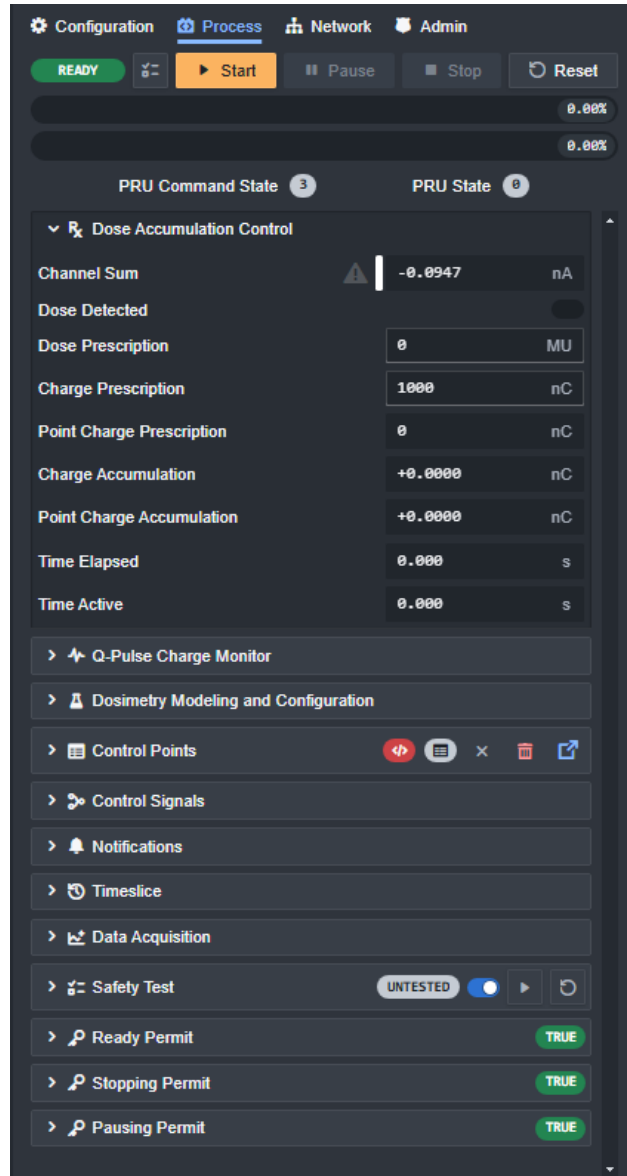 Configuration Process Network Admin
READY Start Pause Stop Reset
0.00%
0.00%
PRU Command State 3 PRU State 0
Rx Dose Accumulation Control
Channel Sum -0.0947 nA
Dose Detected
Dose Prescription 0 MU
Charge Prescription 1000 nC
Point Charge Prescription 0 nC
Charge Accumulation +0.0000 nC
Point Charge Accumulation +0.0000 nC
Time Elapsed 0.000 s
Time Active 0.000 s
Q-Pulse Charge Monitor
Dosimetry Modeling and Configuration
Control Points
Control Signals
Notifications
Timeslice
Data Acquisition
Safety Test UNTESTED
Ready Permit TRUE
Stopping Permit TRUE
Pausing Permit TRUE